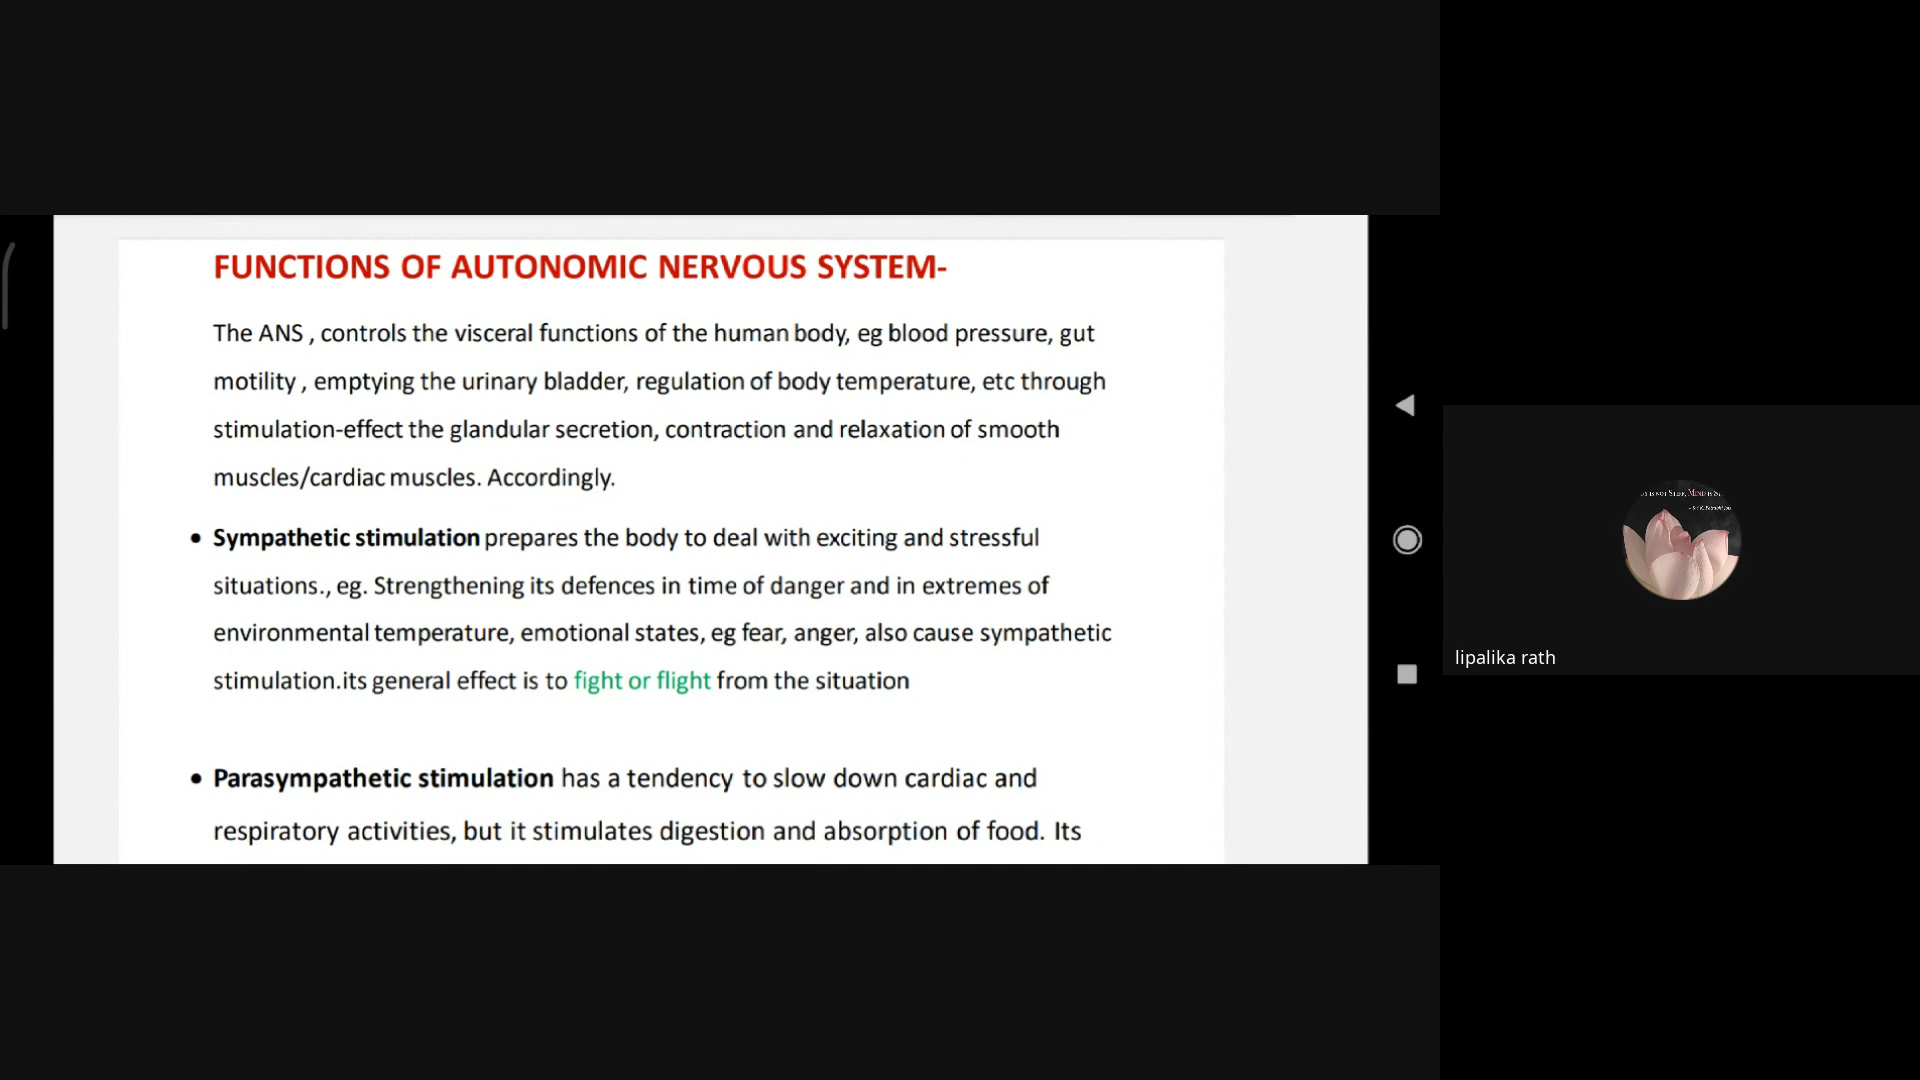 FUNCTIONS OF AUTONOMIC NERVOUS SYSTEM-
The ANS , controls the visceral functions of the human body, eg blood pressure, gut
motility , emptying the urinary bladder, regulation of body temperature, etc through
stimulation-effect the glandular secretion, contraction and relaxation of smooth
muscles/cardiac muscles. Accordingly.
• Sympathetic stimulation prepares the body to deal with exciting and stressful
situations., eg. Strengthening its defences in time of danger and in extremes of
environmental temperature, emotional states, eg fear, anger, also cause sympathetic
stimulation.its general effect is to fight or flight from the situation
• Parasympathetic stimulation has a tendency to slow down cardiac and
respiratory activities, but it stimulates digestion and absorption of food. Its
IS NOT STIFF, MIND IS
lipalika rath